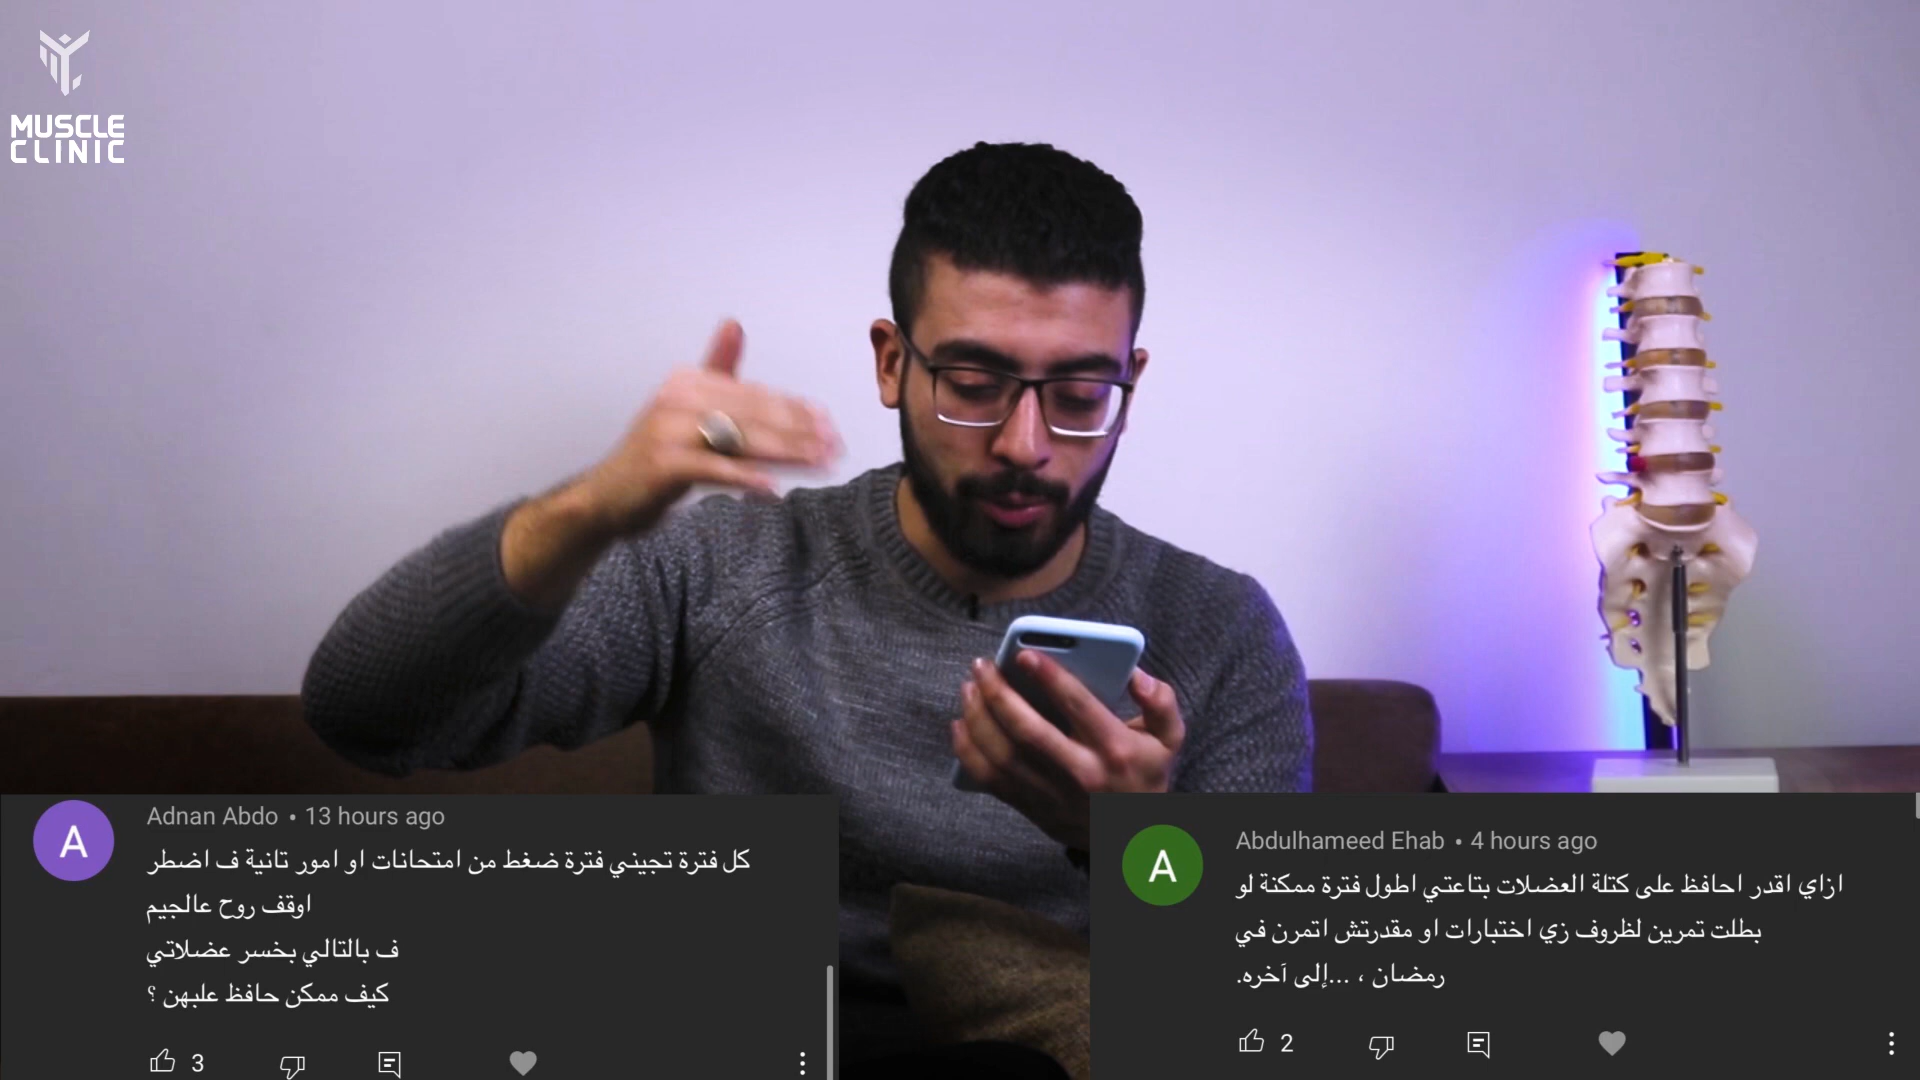 MUSCLE
CLINIC
Adnan Abdo • 13 hours ago
A
كل فترة تجيني فترة ضغط من امتحانات او امور تانية ف اضطر
اوقف روح عالجيم
ف بالتالي بخسر عضلاتي
كيف ممكن حافظ علبهن ؟
3
Abdulhameed Ehab • 4 hours ago
A
ازاي اقدر احافظ على كتلة العضلات بتاعتي اطول فترة ممكنة لو
بطلت تمرين لظروف زي اختبارات او مقدرتش اتمرن في
رمضان ، ...إلى آخره.
2